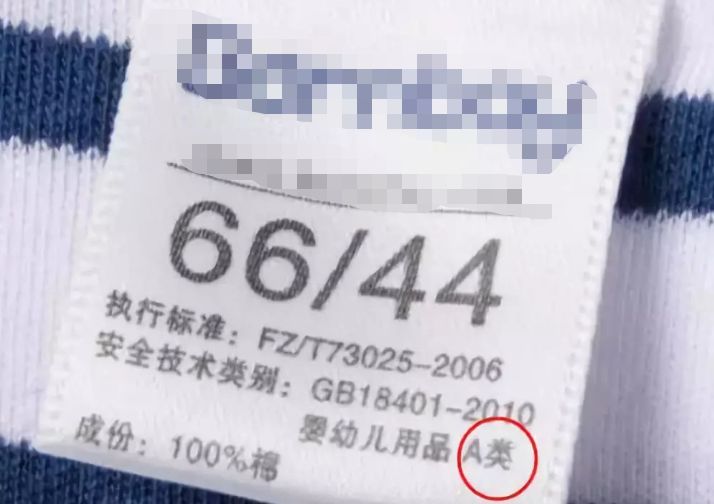 66/44
执行标准：FZ/T73025-2006
安全技术类别：GB18401-2010
婴幼儿用品 A类
成份：100%棉